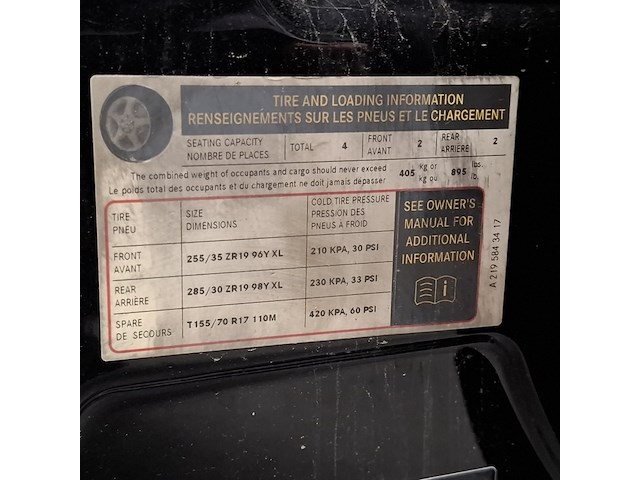 TIRE AND LOADING INFORMATION
RENSEIGNEMENTS SUR LES PNEUS ET LE CHARGEMENT
SEATING CAPACITY TOTAL 4 FRONT 2 REAR 2
NOMBRE DE PLACES AVANT ARRIÈRE
The combined weight of occupants and cargo should never exceed 405 kg or 895 lbs.
Le poids total des occupants et du chargement ne doit jamais dépasser kg ou lb.
TIRE SIZE COLD TIRE PRESSURE
PNEU DIMENSIONS PRESSION DES
PNEUS À FROID
FRONT
AVANT 255/35 ZR19 96Y XL 210 KPA, 30 PSI
REAR
ARRIÈRE 285/30 ZR19 98Y XL 230 KPA, 33 PSI
SPARE
DE SECOURS T155/70 R17 110M 420 KPA, 60 PSI
SEE OWNER'S
MANUAL FOR
ADDITIONAL
INFORMATION
i
A 219 584 34 17